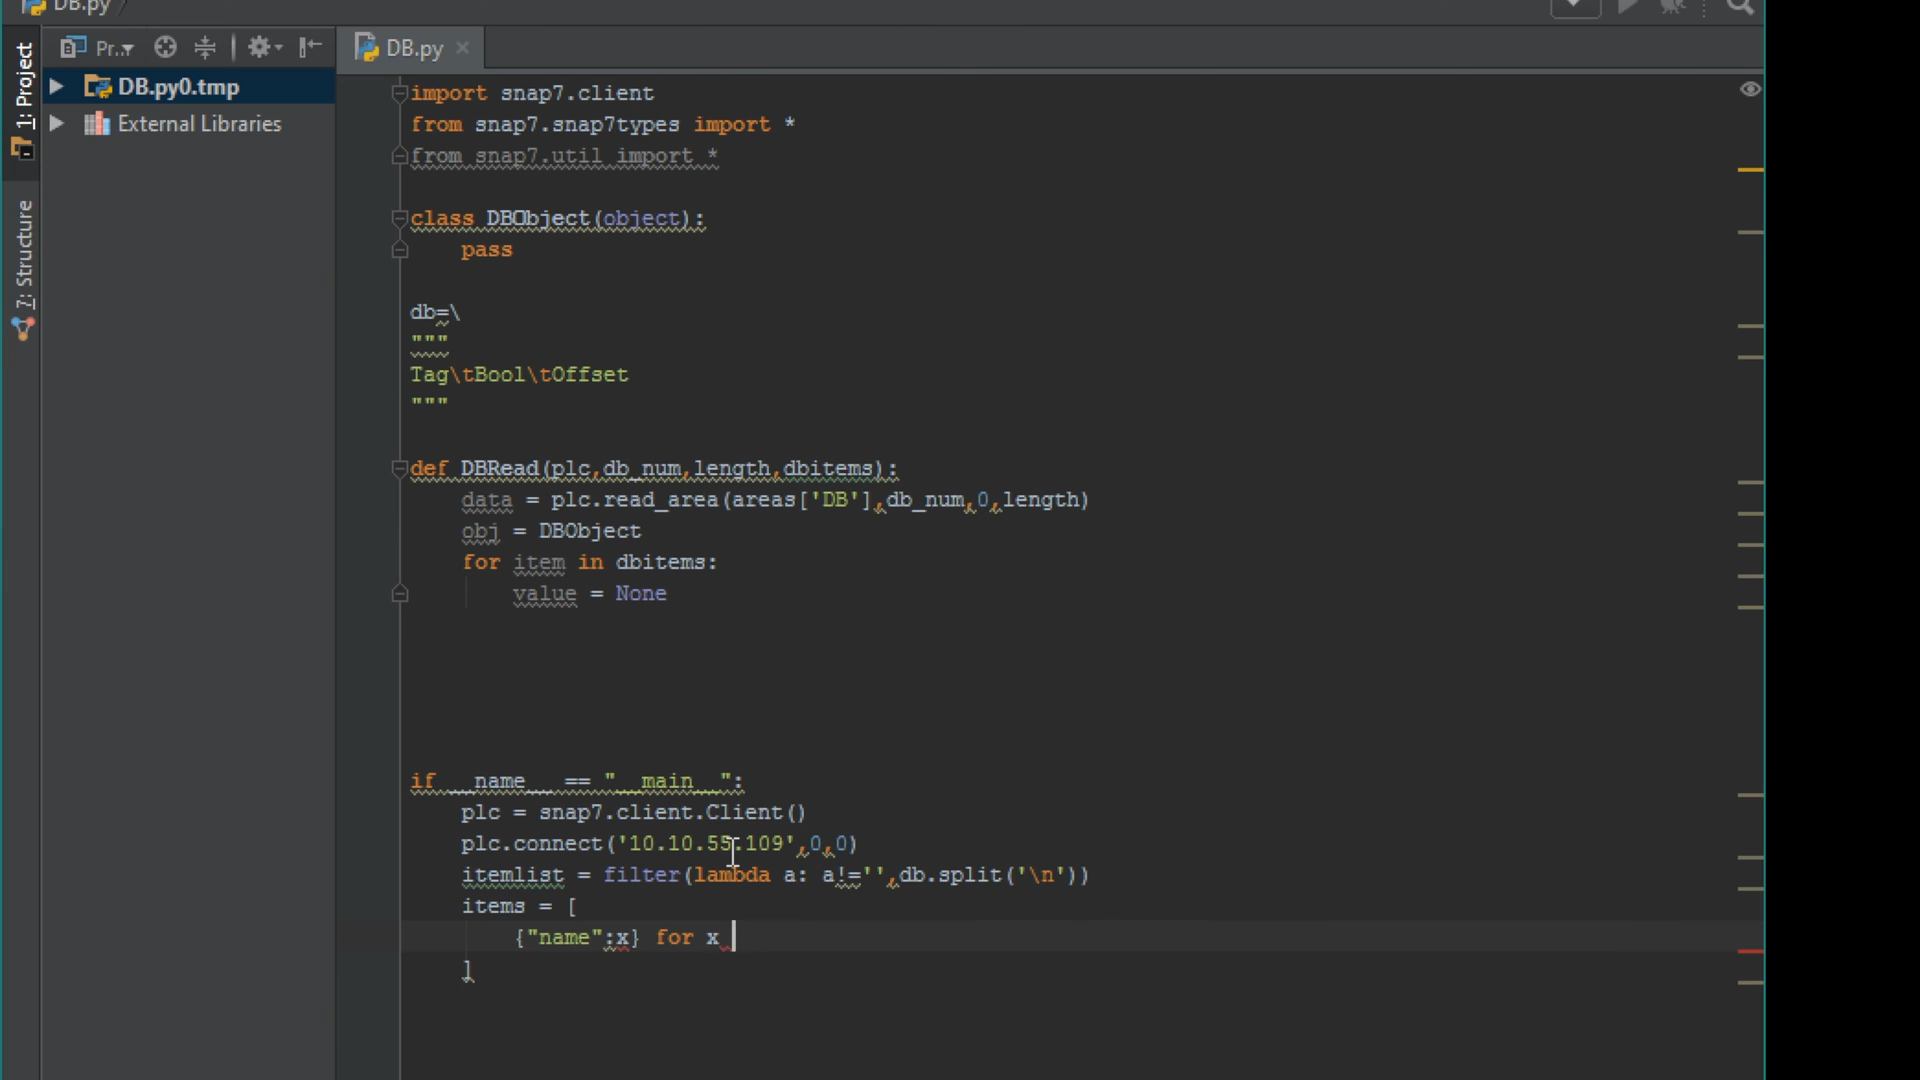 DB.py
1: Project
Pr..
DB.py
DB.py0.tmp
External Libraries
7: Structure
import snap7.client
from snap7.snap7types import *
from snap7.util import *
class DBObject(object):
    pass
db=\
"""
Tag\tBool\tOffset
"""
def DBRead(plc,db_num,length,dbitems):
    data = plc.read_area(areas['DB'],db_num,0,length)
    obj = DBObject
    for item in dbitems:
        value = None
if __name__ == "__main__":
    plc = snap7.client.Client()
    plc.connect('10.10.55.109',0,0)
    itemlist = filter(lambda a: a!='',db.split('\n'))
    items = [
        {"name":x} for x
    ]